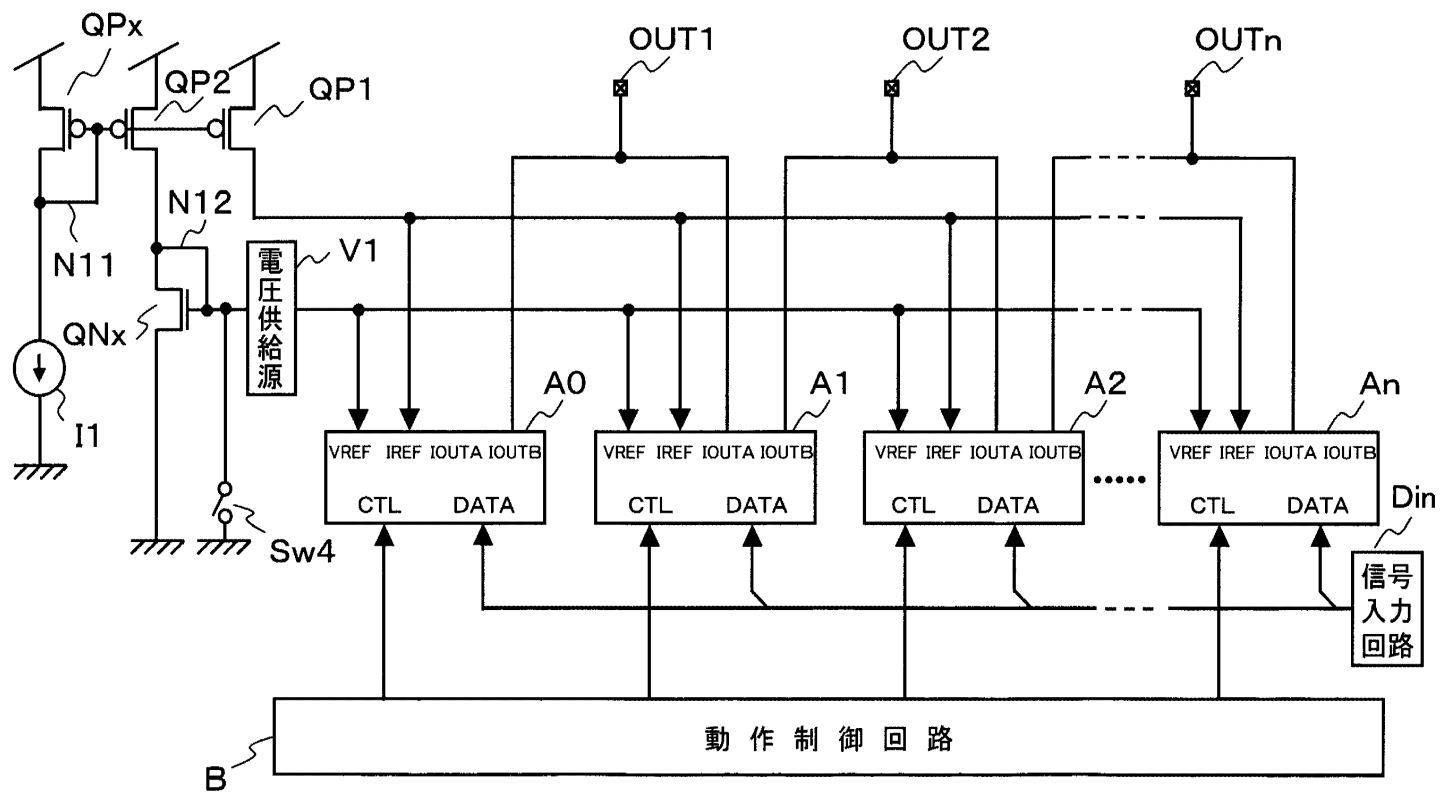 QPx
QP2
QP1
OUT1
OUT2
OUTn
N11
N12
QNx
I1
Sw4
電圧供給源
V1
A0
A1
A2
An
VREF IREF IOUTA IOUTB
CTL DATA
VREF IREF IOUTA IOUTB
CTL DATA
VREF IREF IOUTA IOUTB
CTL DATA
VREF IREF IOUTA IOUTB
CTL DATA
Din
信号
入力
回路
動作制御回路
B